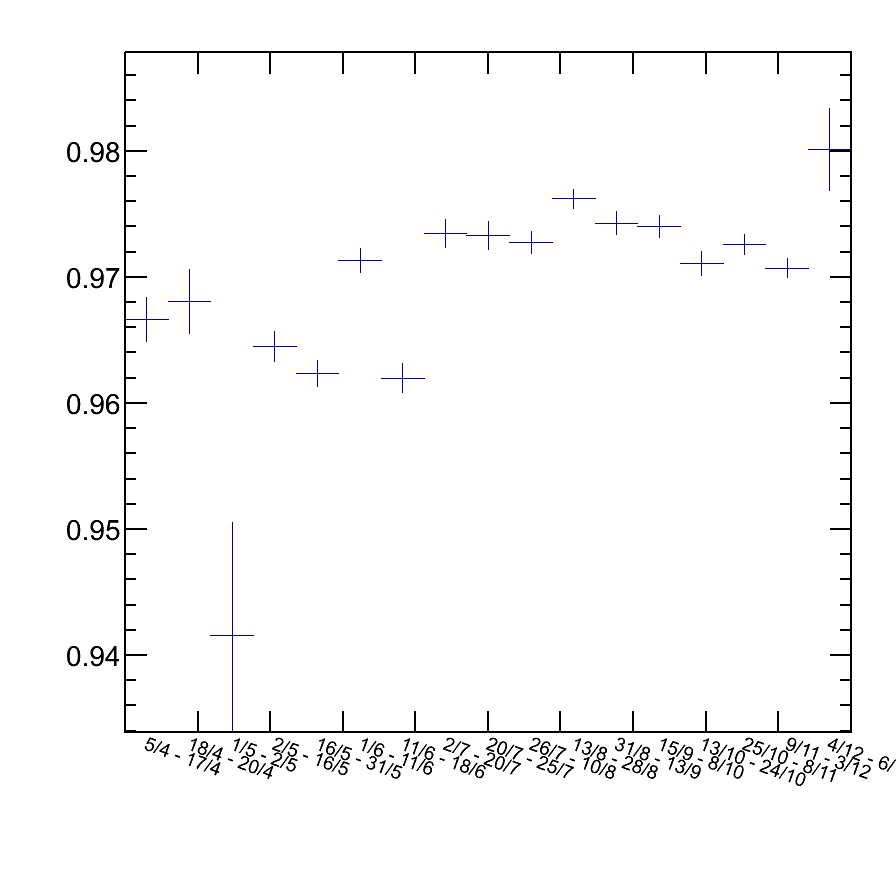 0.98
0.97
0.96
0.95
0.94
5/4 - 17/4
18/4 - 20/4
1/5 - 2/5
2/5 - 16/5
16/5 - 31/5
1/6 - 11/6
11/6 - 18/6
2/7 - 20/7
20/7 - 25/7
26/7 - 10/8
13/8 - 28/8
31/8 - 13/9
15/9 - 8/10
13/10 - 24/10
25/10 - 8/11
9/11 - 3/12
4/12 - 6/